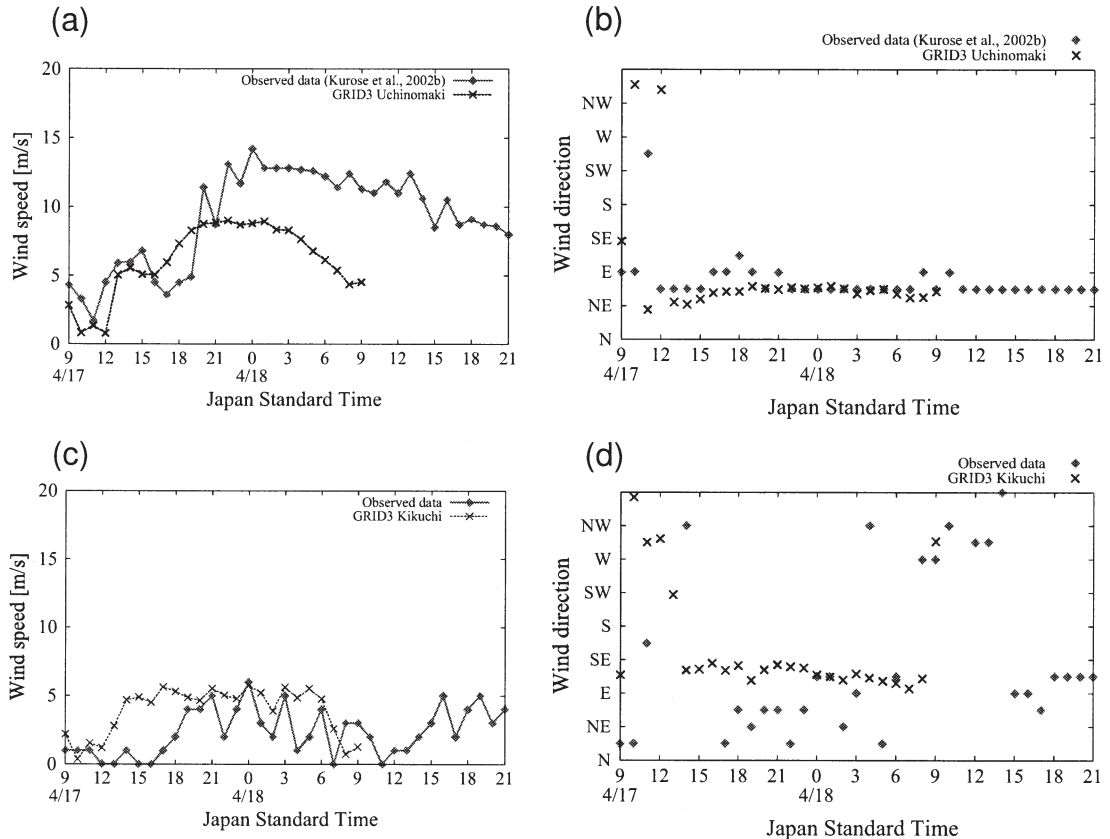 (a)
Observed data (Kurose et al., 2002b)
GRID3 Uchinomaki
Wind speed [m/s]
20
15
10
5
0
9 12 15 18 21 0 3 6 9 12 15 18 21
4/17 4/18
Japan Standard Time
(b)
Observed data (Kurose et al., 2002b)
GRID3 Uchinomaki
Wind direction
NW
W
SW
S
SE
E
NE
N
9 12 15 18 21 0 3 6 9 12 15 18 21
4/17 4/18
Japan Standard Time
(c)
Observed data
GRID3 Kikuchi
Wind speed [m/s]
20
15
10
5
0
9 12 15 18 21 0 3 6 9 12 15 18 21
4/17 4/18
Japan Standard Time
(d)
Observed data
GRID3 Kikuchi
Wind direction
NW
W
SW
S
SE
E
NE
N
9 12 15 18 21 0 3 6 9 12 15 18 21
4/17 4/18
Japan Standard Time